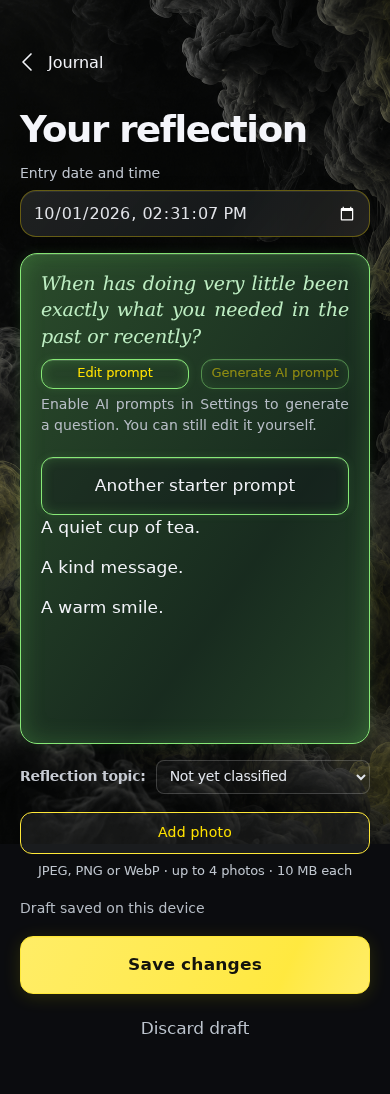 Journal
Your reflection
Entry date and time
10/01/2026, 02:31:07 PM
When has doing very little been
exactly what you needed in the
past or recently?
Edit prompt
Generate AI prompt
Enable AI prompts in Settings to generate
a question. You can still edit it yourself.
Another starter prompt
A quiet cup of tea.
A kind message.
A warm smile.
Reflection topic:
Not yet classified
Add photo
JPEG, PNG or WebP · up to 4 photos · 10 MB each
Draft saved on this device
Save changes
Discard draft